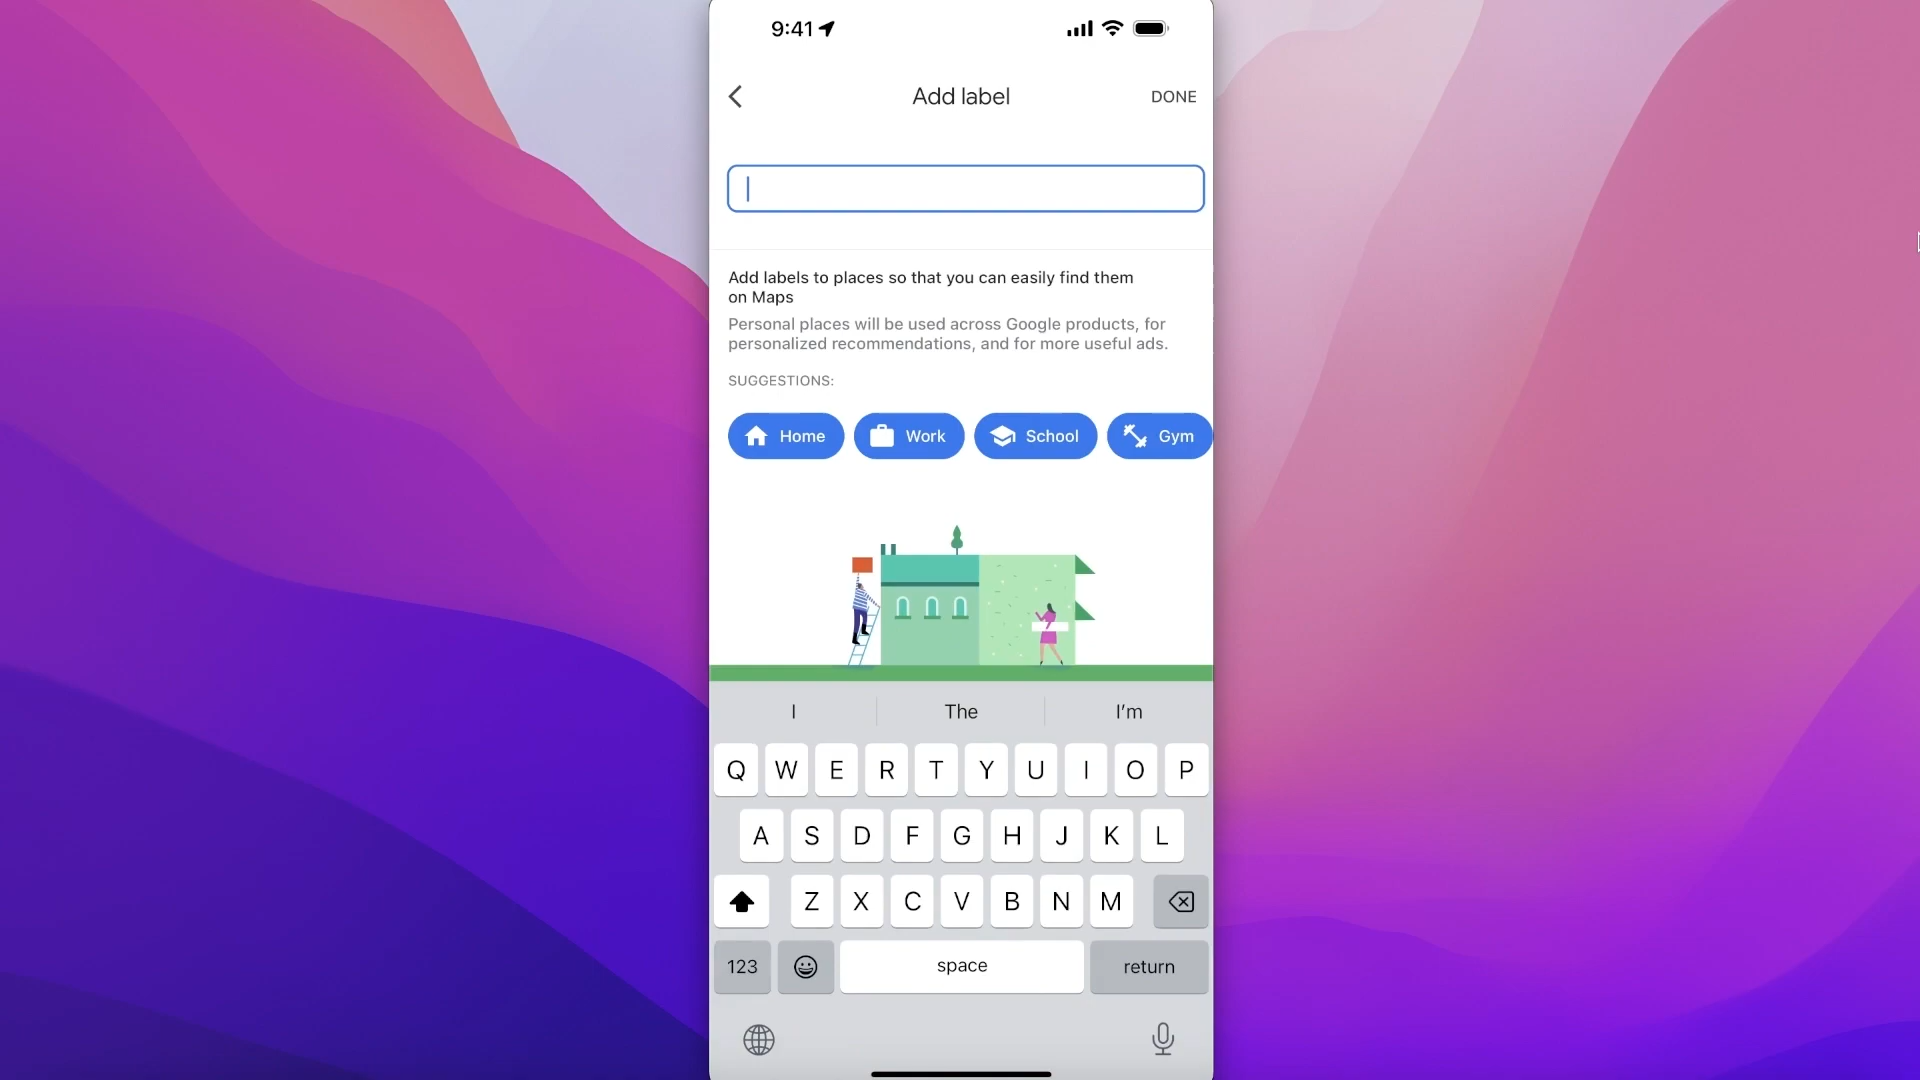 9:41
Add label
DONE
Add labels to places so that you can easily find them
on Maps
Personal places will be used across Google products, for
personalized recommendations, and for more useful ads.
SUGGESTIONS:
Home Work School Gym
I The I’m
Q W E R T Y U I O P
A S D F G H J K L
Z X C V B N M
123 space return